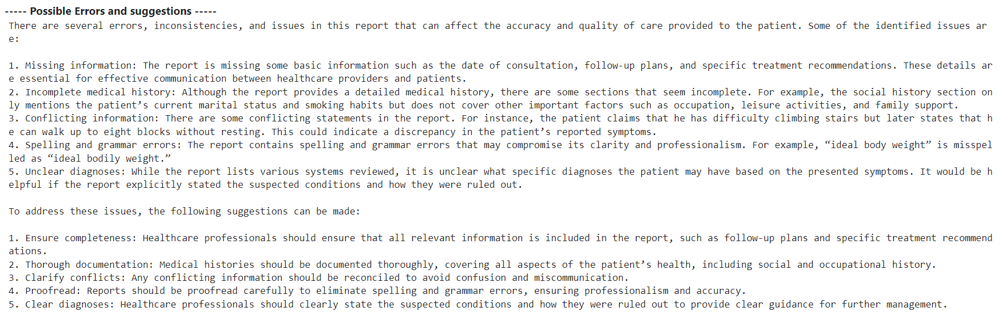 ----- Possible Errors and suggestions -----
There are several errors, inconsistencies, and issues in this report that can affect the accuracy and quality of care provided to the patient. Some of the identified issues ar
e:
1. Missing information: The report is missing some basic information such as the date of consultation, follow-up plans, and specific treatment recommendations. These details ar
e essential for effective communication between healthcare providers and patients.
2. Incomplete medical history: Although the report provides a detailed medical history, there are some sections that seem incomplete. For example, the social history section on
ly mentions the patient’s current marital status and smoking habits but does not cover other important factors such as occupation, leisure activities, and family support.
3. Conflicting information: There are some conflicting statements in the report. For instance, the patient claims that he has difficulty climbing stairs but later states that h
e can walk up to eight blocks without resting. This could indicate a discrepancy in the patient’s reported symptoms.
4. Spelling and grammar errors: The report contains spelling and grammar errors that may compromise its clarity and professionalism. For example, “ideal body weight” is misspel
led as “ideal bodily weight.”
5. Unclear diagnoses: While the report lists various systems reviewed, it is unclear what specific diagnoses the patient may have based on the presented symptoms. It would be h
elpful if the report explicitly stated the suspected conditions and how they were ruled out.
To address these issues, the following suggestions can be made:
1. Ensure completeness: Healthcare professionals should ensure that all relevant information is included in the report, such as follow-up plans and specific treatment recommend
ations.
2. Thorough documentation: Medical histories should be documented thoroughly, covering all aspects of the patient’s health, including social and occupational history.
3. Clarify conflicts: Any conflicting information should be reconciled to avoid confusion and miscommunication.
4. Proofread: Reports should be proofread carefully to eliminate spelling and grammar errors, ensuring professionalism and accuracy.
5. Clear diagnoses: Healthcare professionals should clearly state the suspected conditions and how they were ruled out to provide clear guidance for further management.